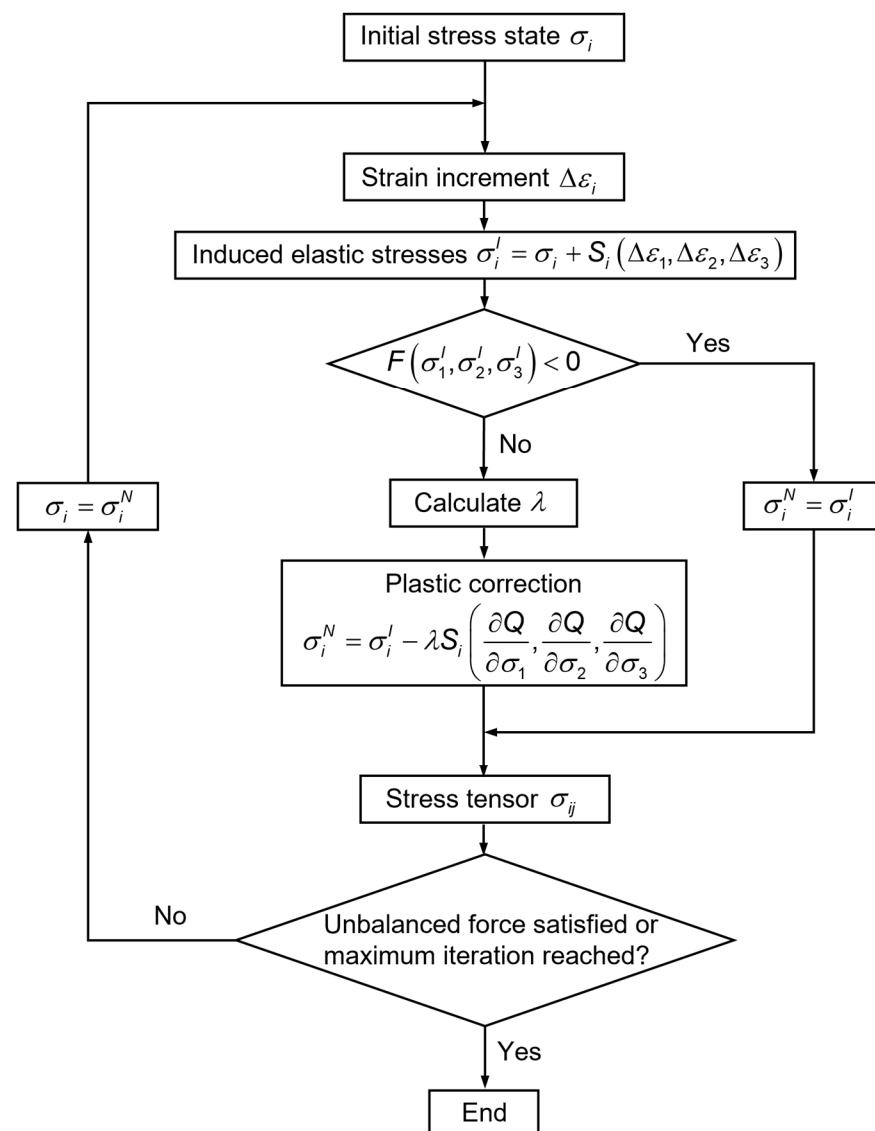 Initial stress state σ_i
Strain increment Δε_i
Induced elastic stresses σ_i^I = σ_i + S_i(Δε_1, Δε_2, Δε_3)
F(σ_1^I, σ_2^I, σ_3^I) < 0
Yes
No
σ_i = σ_i^N
Calculate λ
σ_i^N = σ_i^I
Plastic correction
σ_i^N = σ_i^I − λS_i(∂Q/∂σ_1, ∂Q/∂σ_2, ∂Q/∂σ_3)
Stress tensor σ_ij
No
Unbalanced force satisfied or
maximum iteration reached?
Yes
End